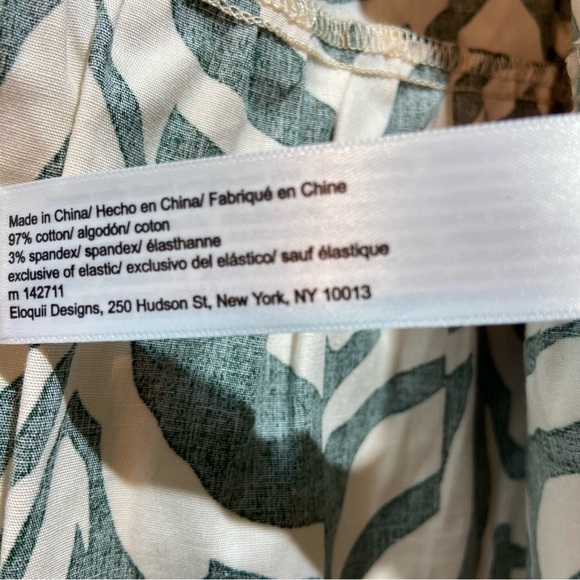 Made in China/ Hecho en China/ Fabriqué en Chine
97% cotton/ algodón/ coton
3% spandex/ spandex/ élasthanne
exclusive of elastic/ exclusivo del elástico/ sauf élastique
m 142711
Eloquii Designs, 250 Hudson St, New York, NY 10013